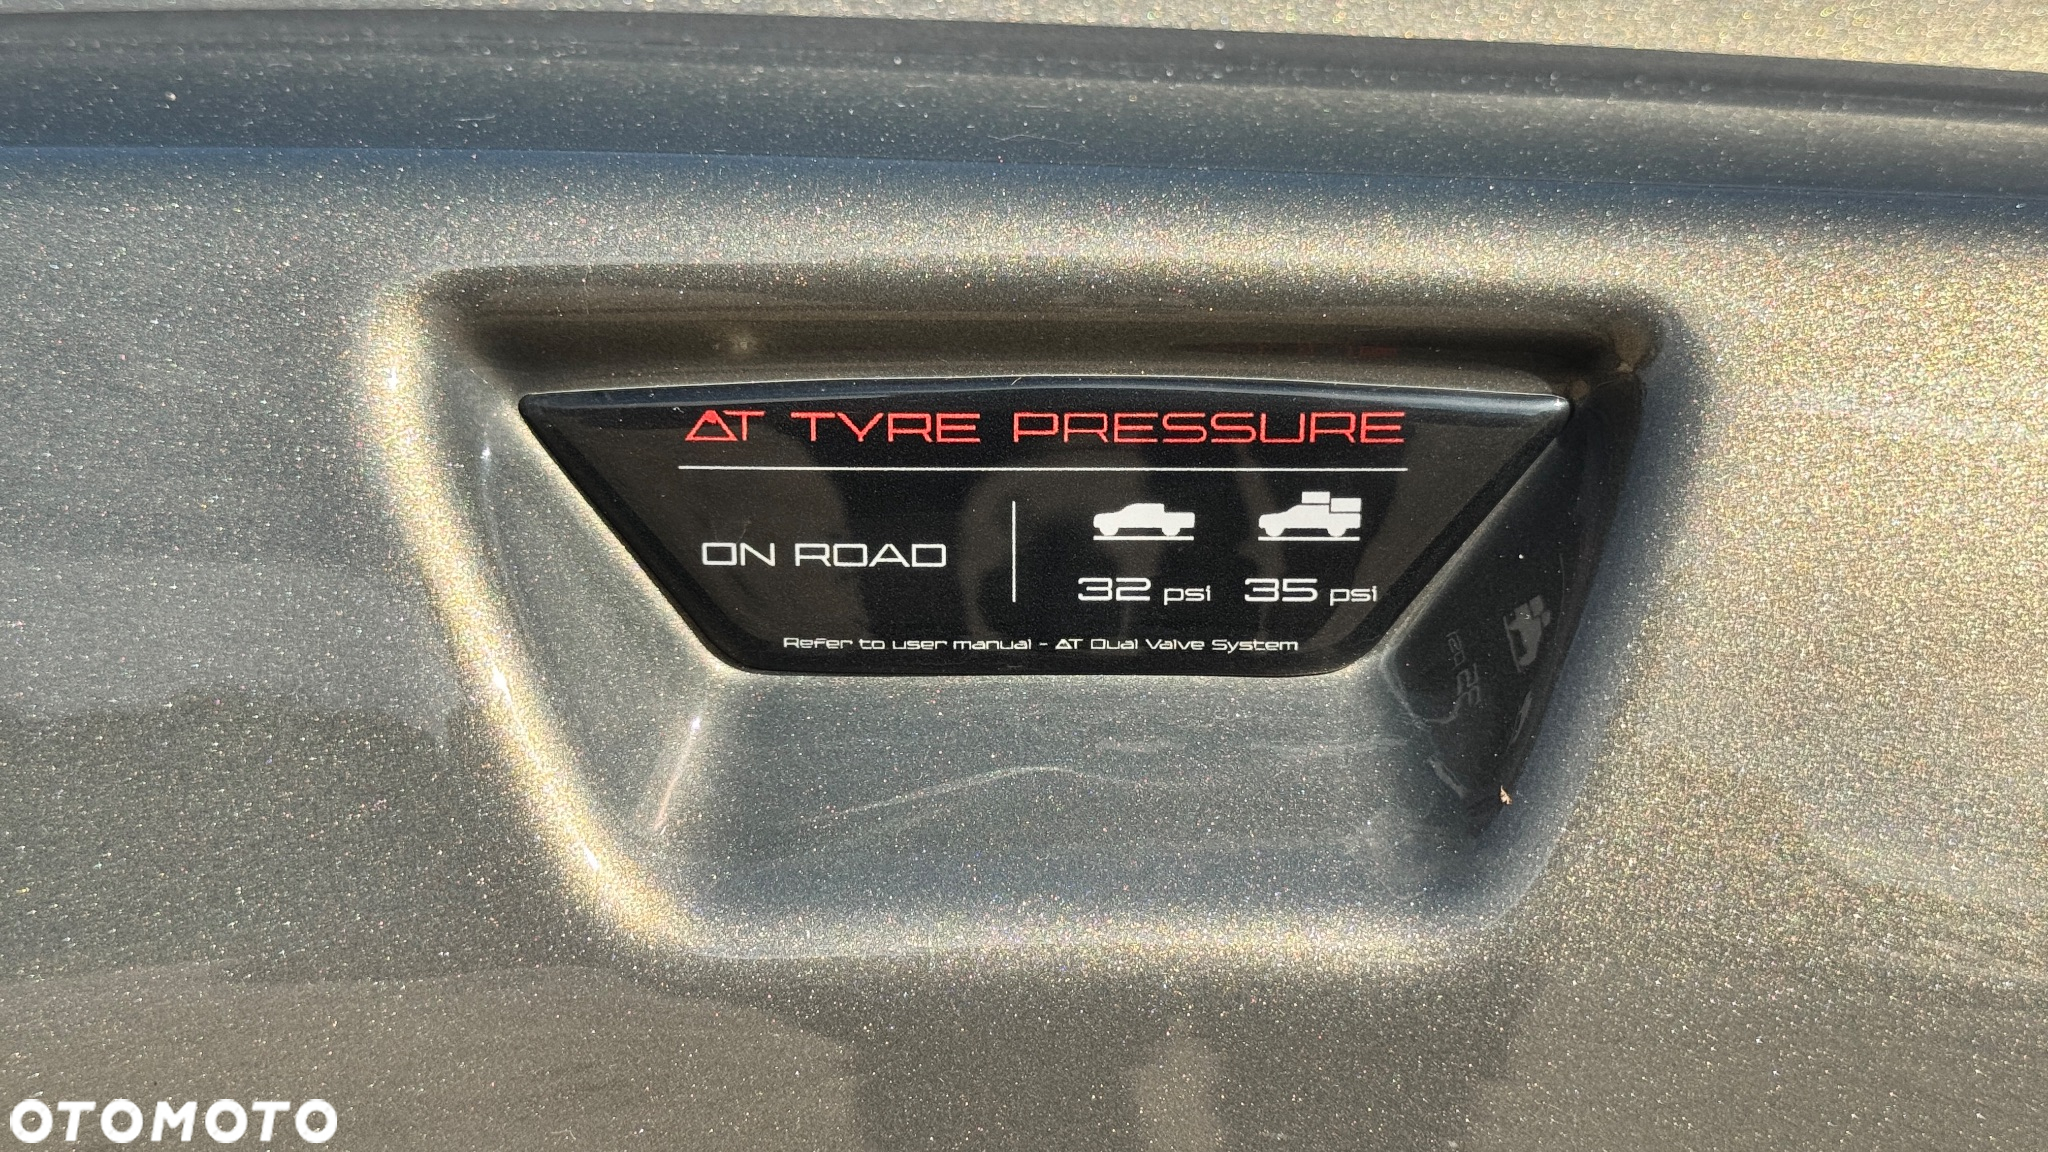 AT TYRE PRESSURE
ON ROAD
32 psi 35 psi
Refer to user manual - AT Dual Valve System
OTOMOTO